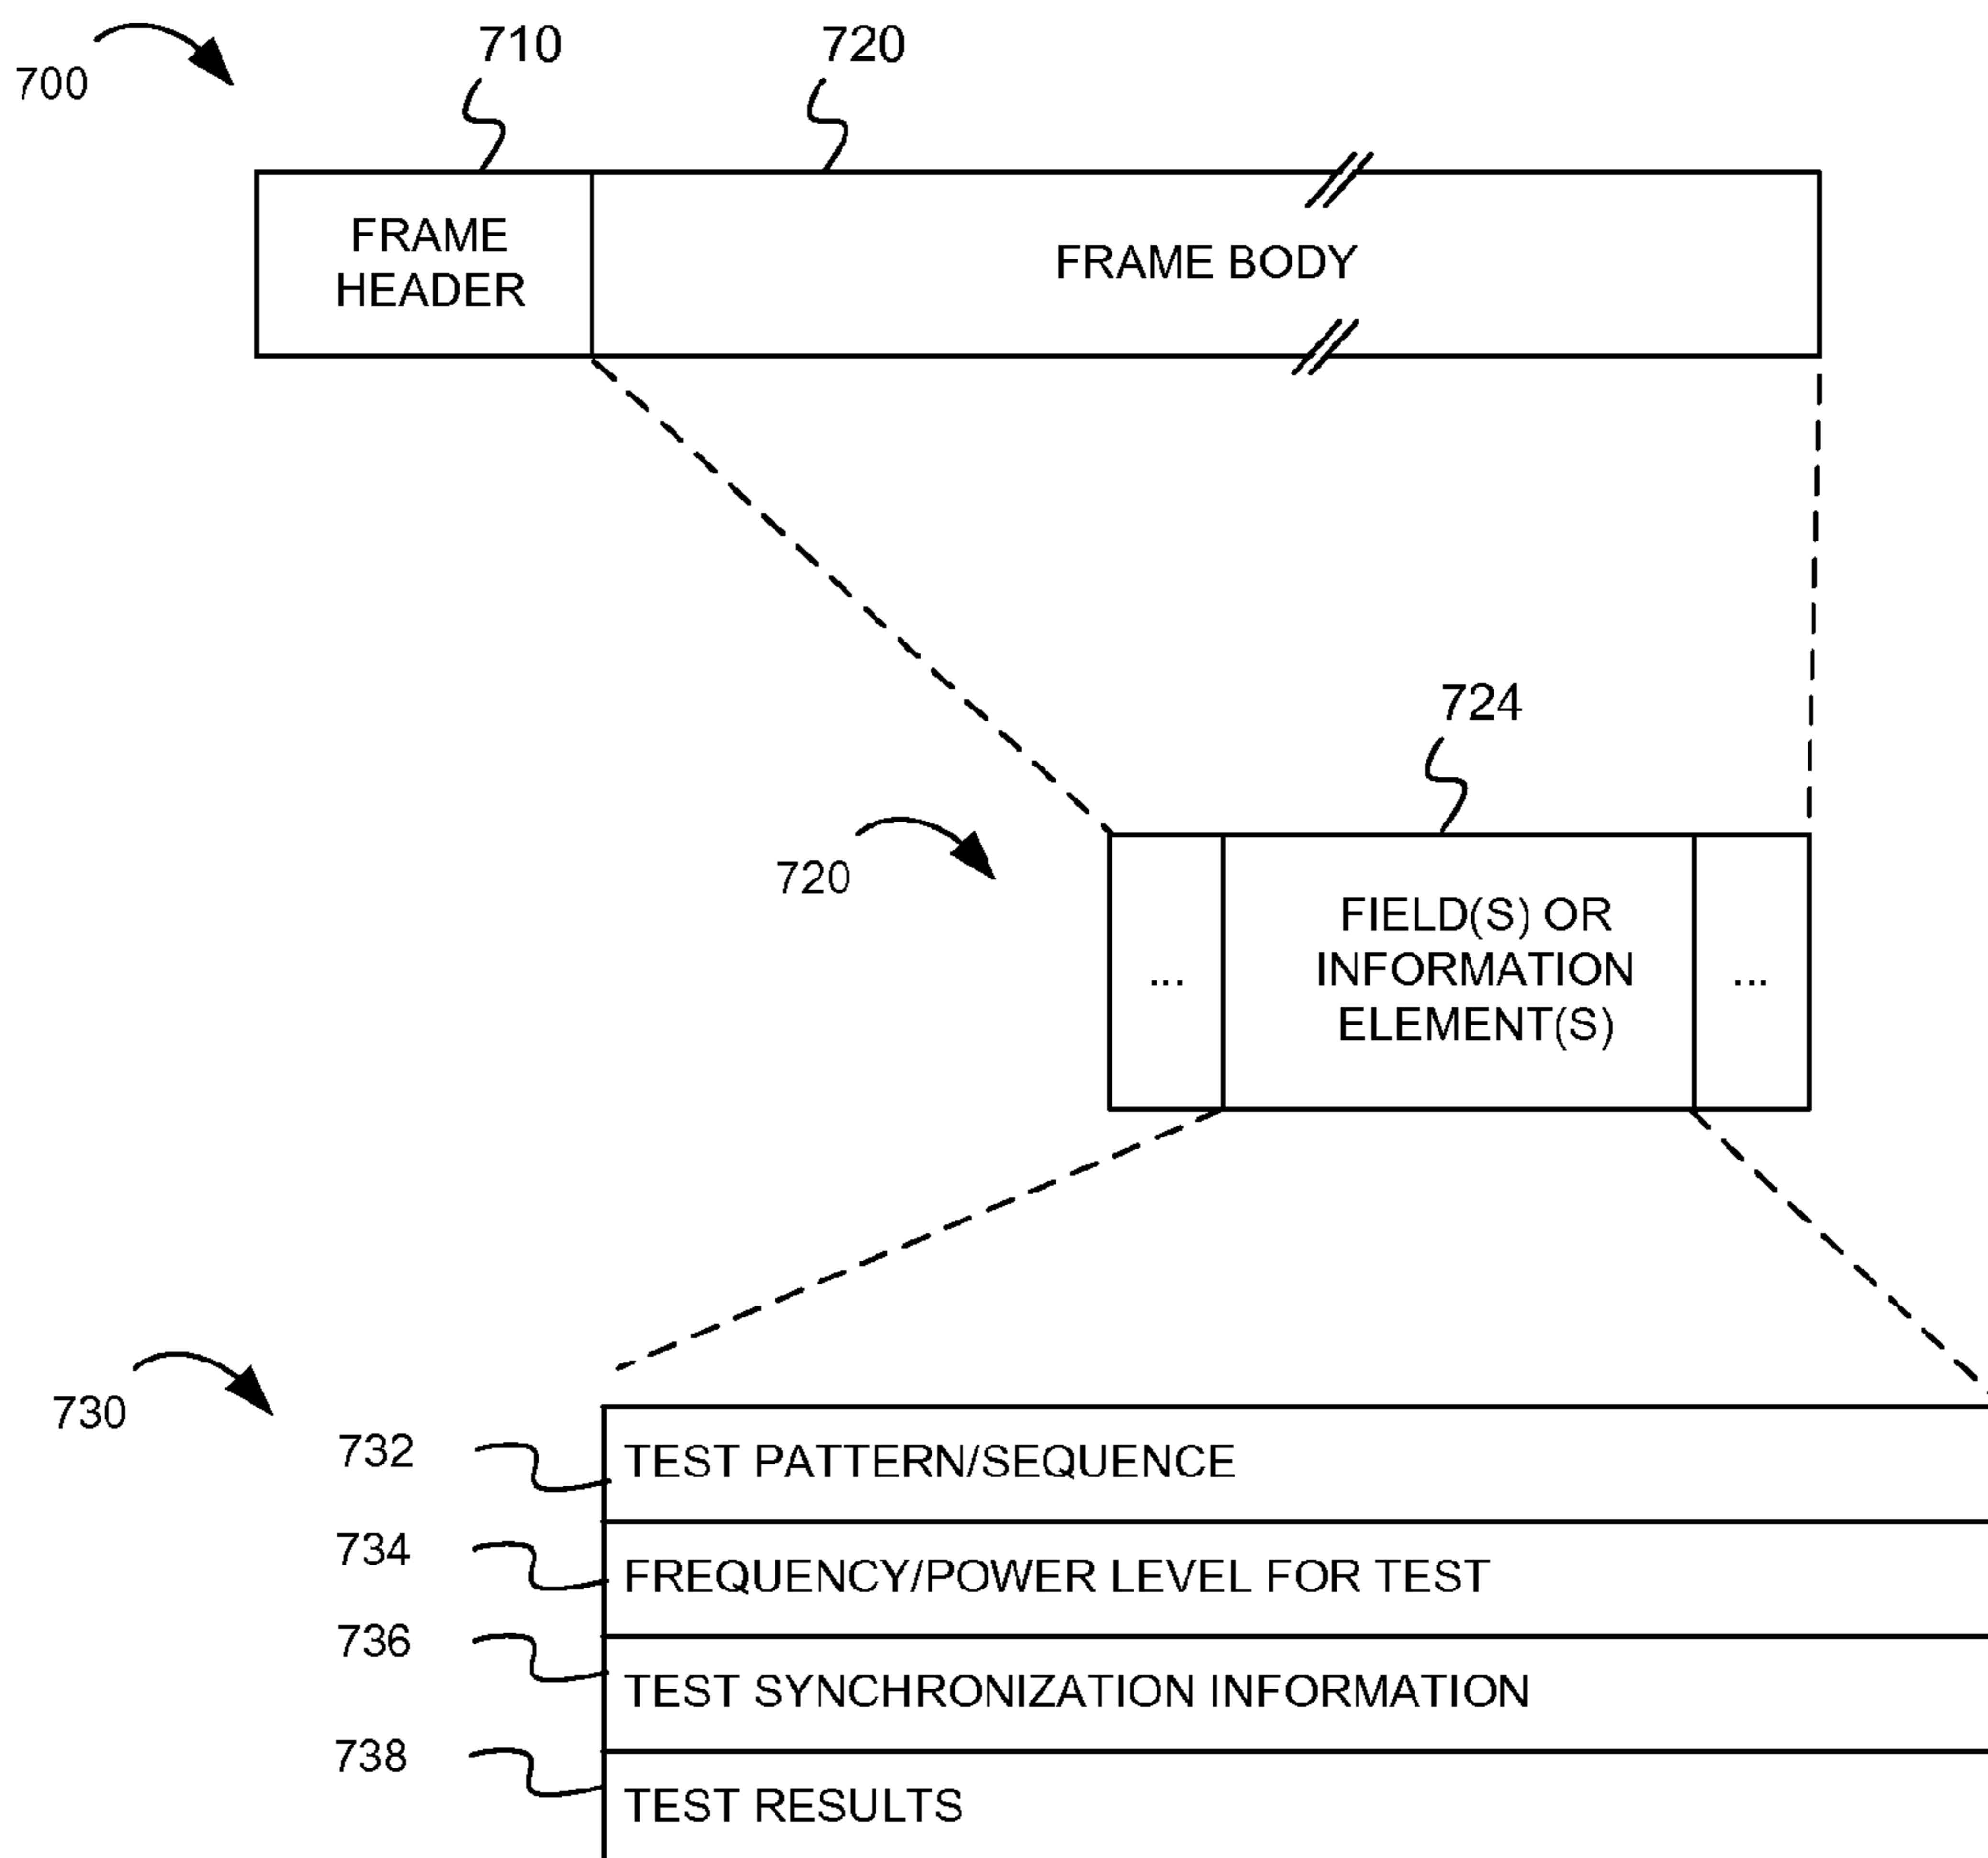 710
720
700
FRAME
HEADER
FRAME BODY
724
720
...
FIELD(S) OR
INFORMATION
ELEMENT(S)
...
730
732
TEST PATTERN/SEQUENCE
734
FREQUENCY/POWER LEVEL FOR TEST
736
TEST SYNCHRONIZATION INFORMATION
738
TEST RESULTS